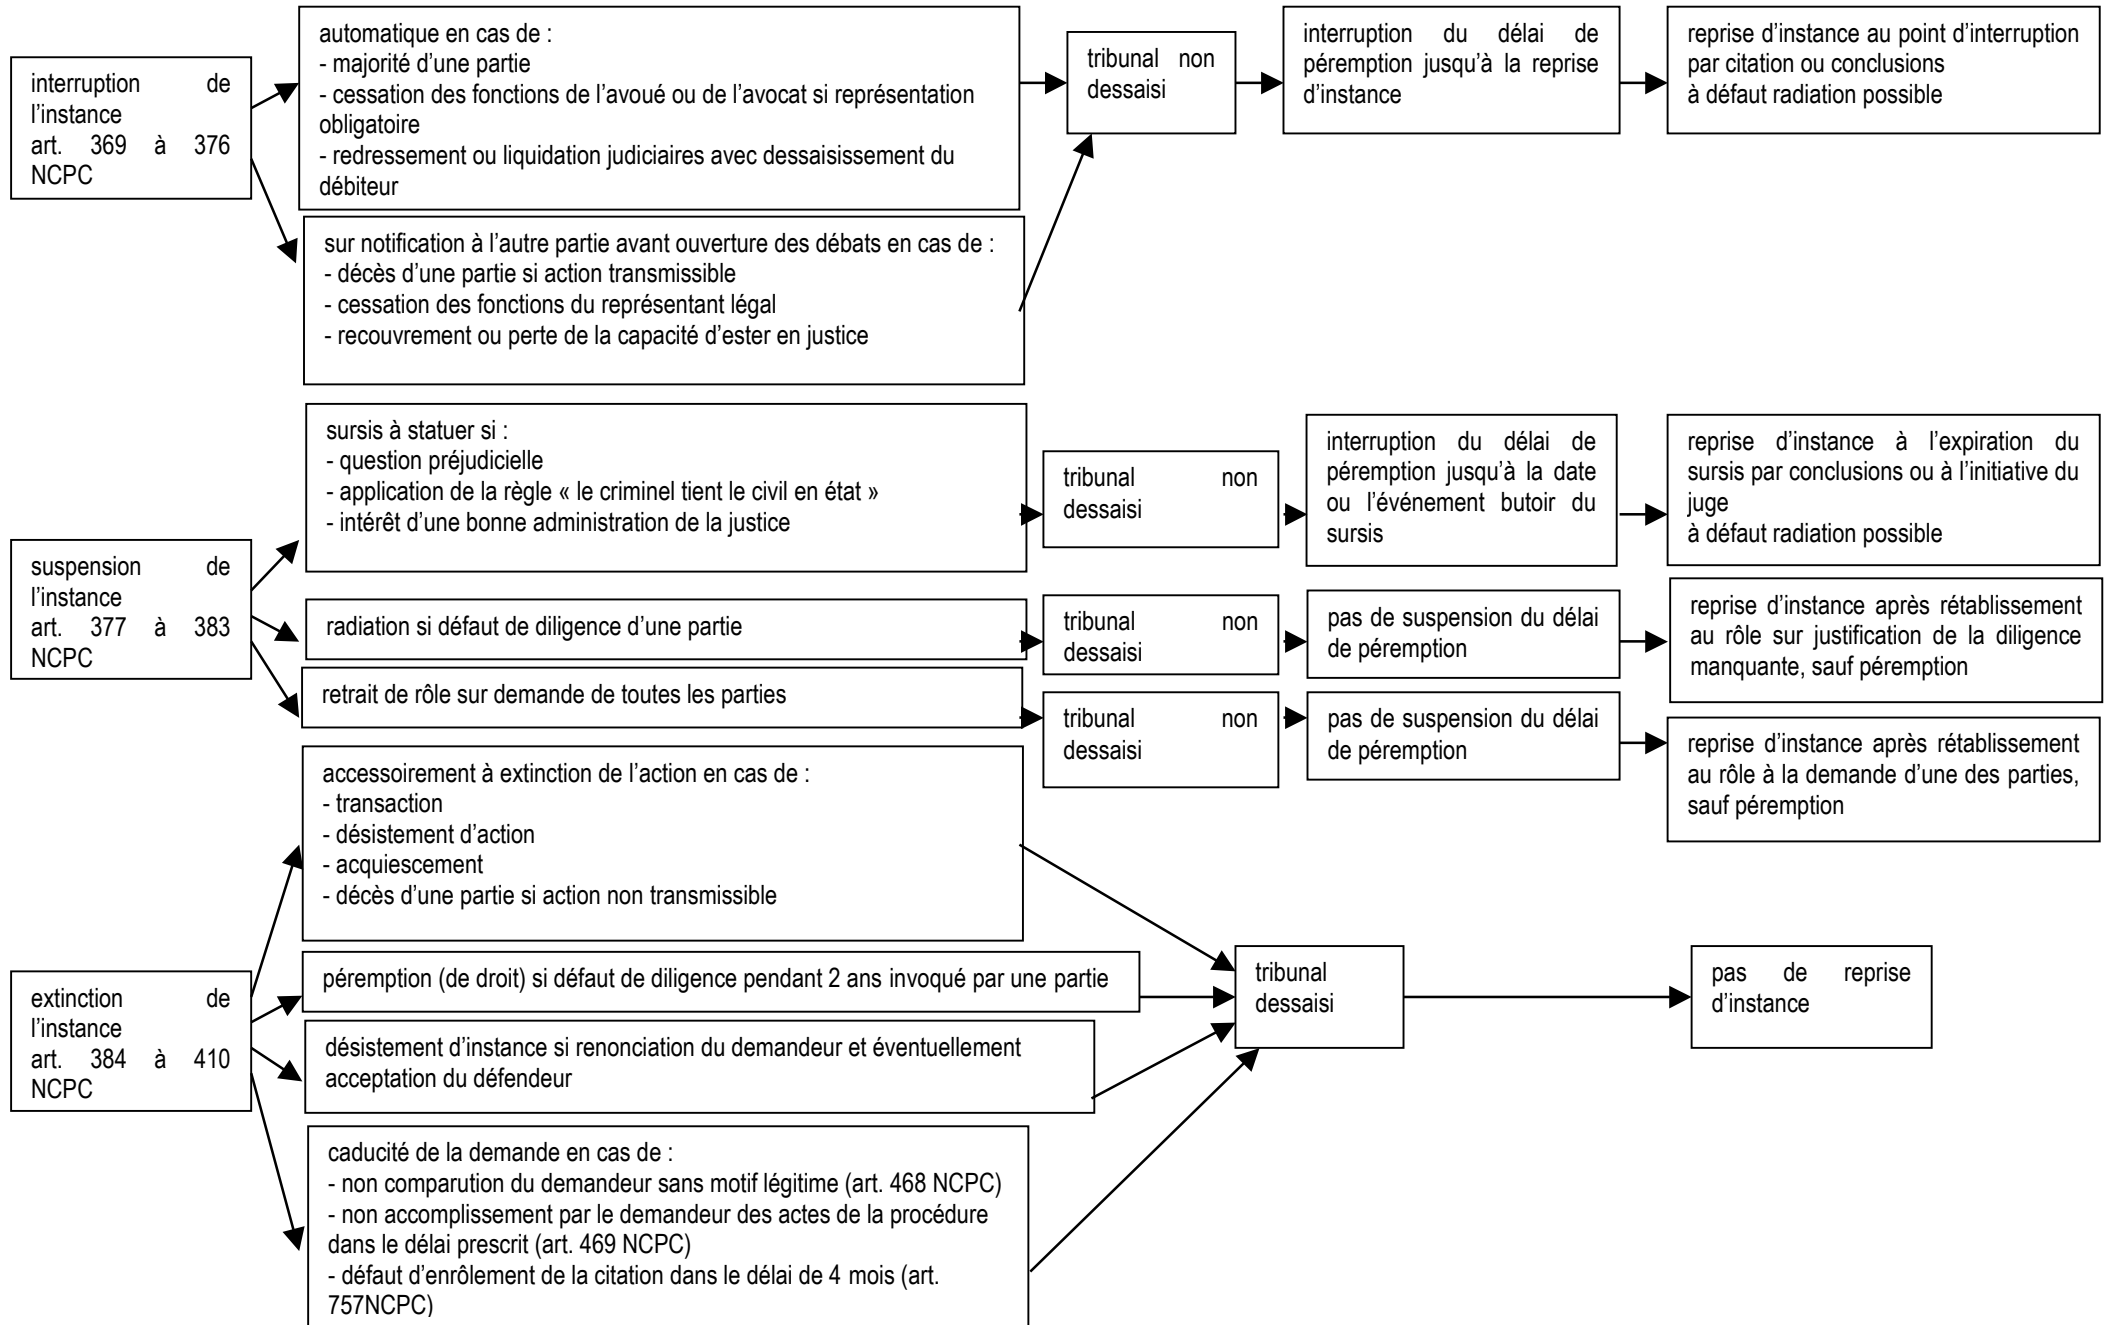 interruption de
l’instance
art. 369 à 376
NCPC
automatique en cas de :
- majorité d’une partie
- cessation des fonctions de l’avoué ou de l’avocat si représentation
obligatoire
- redressement ou liquidation judiciaires avec dessaisissement du
débiteur
sur notification à l’autre partie avant ouverture des débats en cas de :
- décès d’une partie si action transmissible
- cessation des fonctions du représentant légal
- recouvrement ou perte de la capacité d’ester en justice
tribunal non
dessaisi
interruption du délai de
péremption jusqu’à la reprise
d’instance
reprise d’instance au point d’interruption
par citation ou conclusions
à défaut radiation possible
suspension de
l’instance
art. 377 à 383
NCPC
sursis à statuer si :
- question préjudicielle
- application de la règle « le criminel tient le civil en état »
- intérêt d’une bonne administration de la justice
tribunal non
dessaisi
interruption du délai de
péremption jusqu’à la date
ou l’événement butoir du
sursis
reprise d’instance à l’expiration du
sursis par conclusions ou à l’initiative du
juge
à défaut radiation possible
radiation si défaut de diligence d’une partie
tribunal non
dessaisi
pas de suspension du délai
de péremption
reprise d’instance après rétablissement
au rôle sur justification de la diligence
manquante, sauf péremption
retrait de rôle sur demande de toutes les parties
tribunal non
dessaisi
pas de suspension du délai
de péremption
reprise d’instance après rétablissement
au rôle à la demande d’une des parties,
sauf péremption
extinction de
l’instance
art. 384 à 410
NCPC
accessoirement à extinction de l’action en cas de :
- transaction
- désistement d’action
- acquiescement
- décès d’une partie si action non transmissible
péremption (de droit) si défaut de diligence pendant 2 ans invoqué par une partie
désistement d’instance si renonciation du demandeur et éventuellement
acceptation du défendeur
caducité de la demande en cas de :
- non comparution du demandeur sans motif légitime (art. 468 NCPC)
- non accomplissement par le demandeur des actes de la procédure
dans le délai prescrit (art. 469 NCPC)
- défaut d’enrôlement de la citation dans le délai de 4 mois (art.
757NCPC)
tribunal
dessaisi
pas de reprise
d’instance